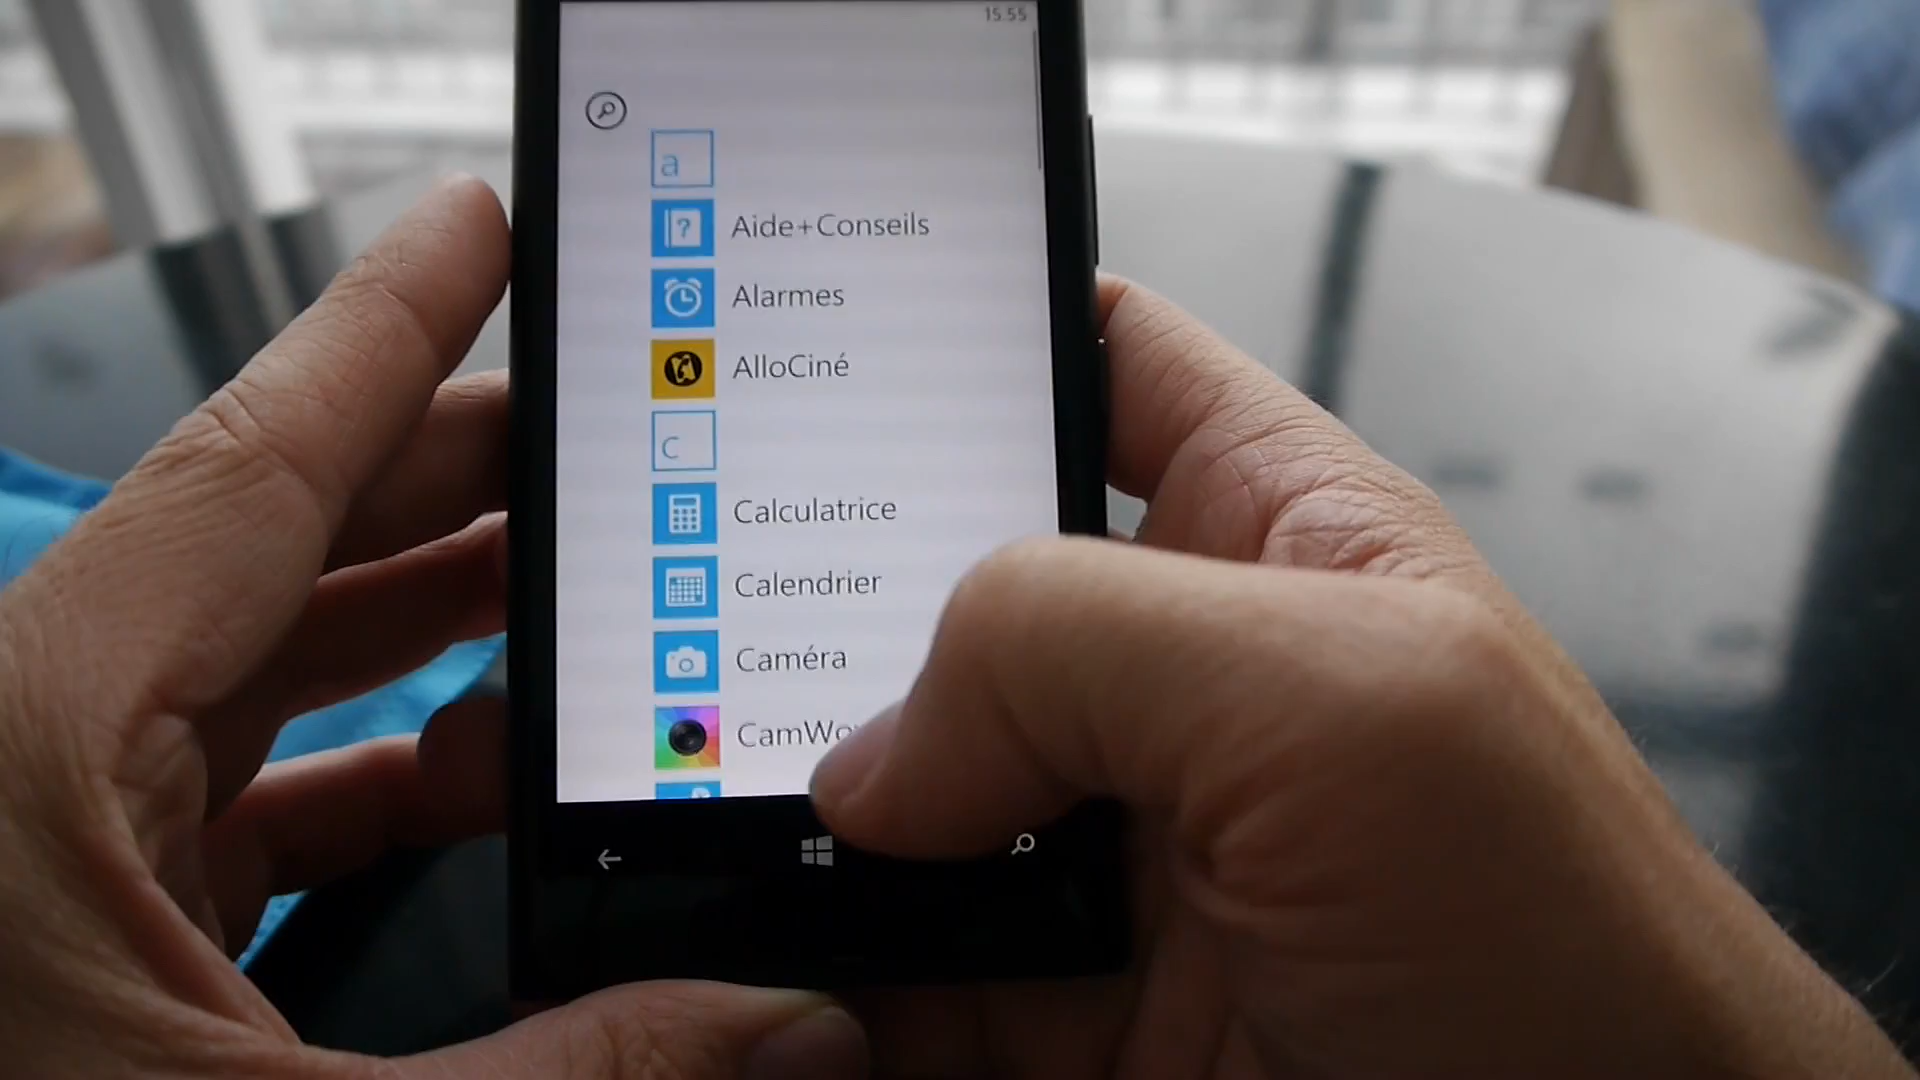 15:55
a
Aide+Conseils
Alarmes
AlloCiné
c
Calculatrice
Calendrier
Caméra